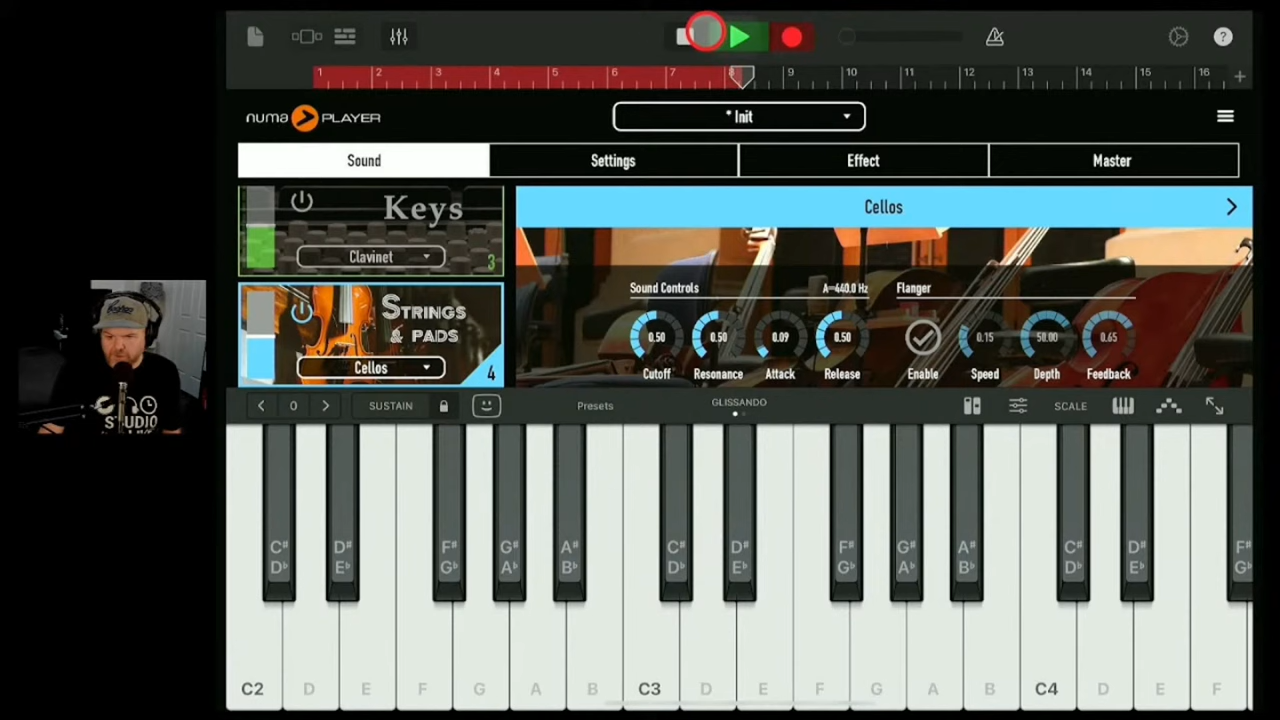 ?
1 2 3 4 5 6 7 8 9 10 11 12 13 14 15 16 +
numa PLAYER * Init
Sound Settings Effect Master
Keys
Clavinet
3
Cellos
Sound Controls A=440.0 Hz Flanger
STRINGS
& PADS
0.50 0.50 0.09 0.50 0.15 50.00 0.65
Cellos
4
Cutoff Resonance Attack Release Enable Speed Depth Feedback
0 SUSTAIN Presets GLISSANDO SCALE
STUDIO
C# D# F# G# A# C# D# F# G# A# C# D# F#
D♭ E♭ G♭ A♭ B♭ D♭ E♭ G♭ A♭ B♭ D♭ E♭ G♭
C2 D E F G A B C3 D E F G A B C4 D E F